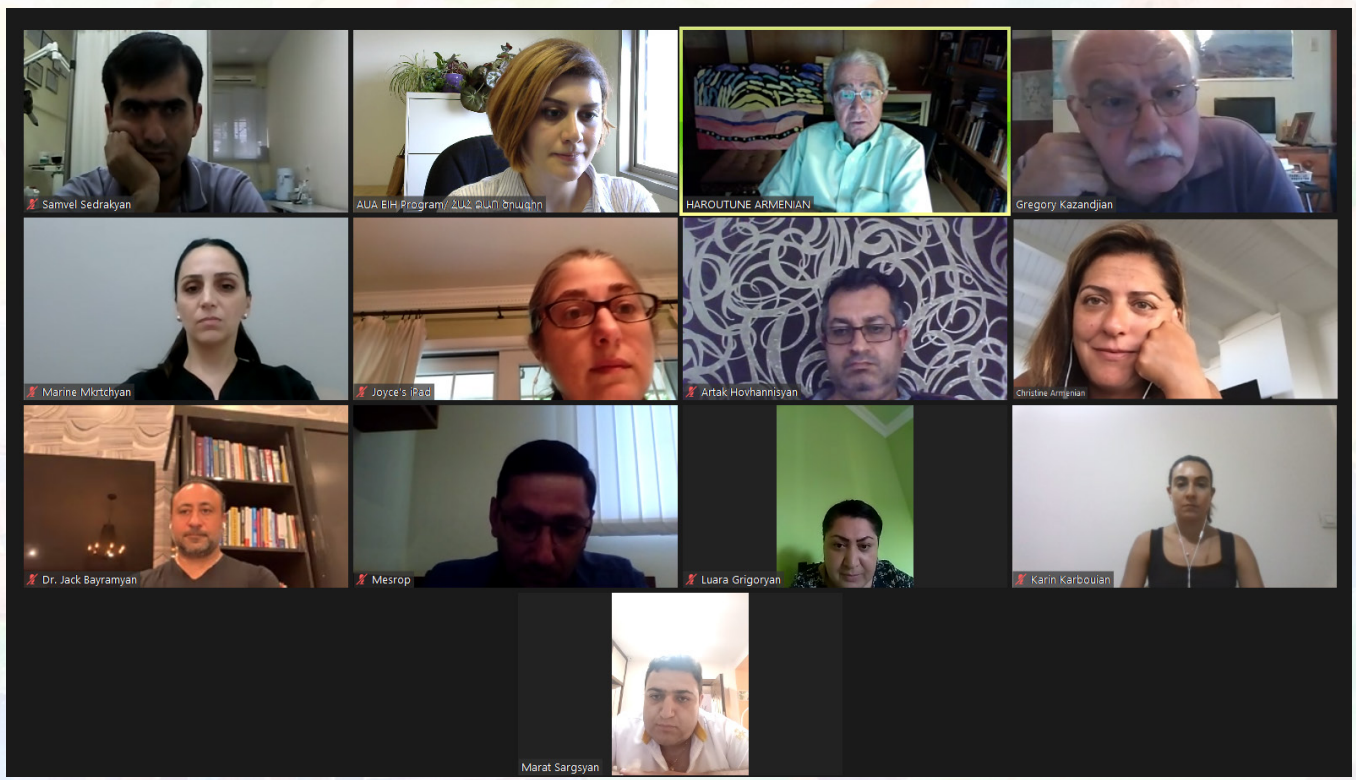 Samvel Sedrakyan
AUA EIH Program/ ՀԱՀ ՁԱՈ ծրագիր
HAROUTUNE ARMENIAN
Gregory Kazandjian
Marine Mkrtchyan
Joyce's iPad
Artak Hovhannisyan
Christine Armenian
Dr. Jack Bayramyan
Mesrop
Luara Grigoryan
Karin Karbouian
Marat Sargsyan